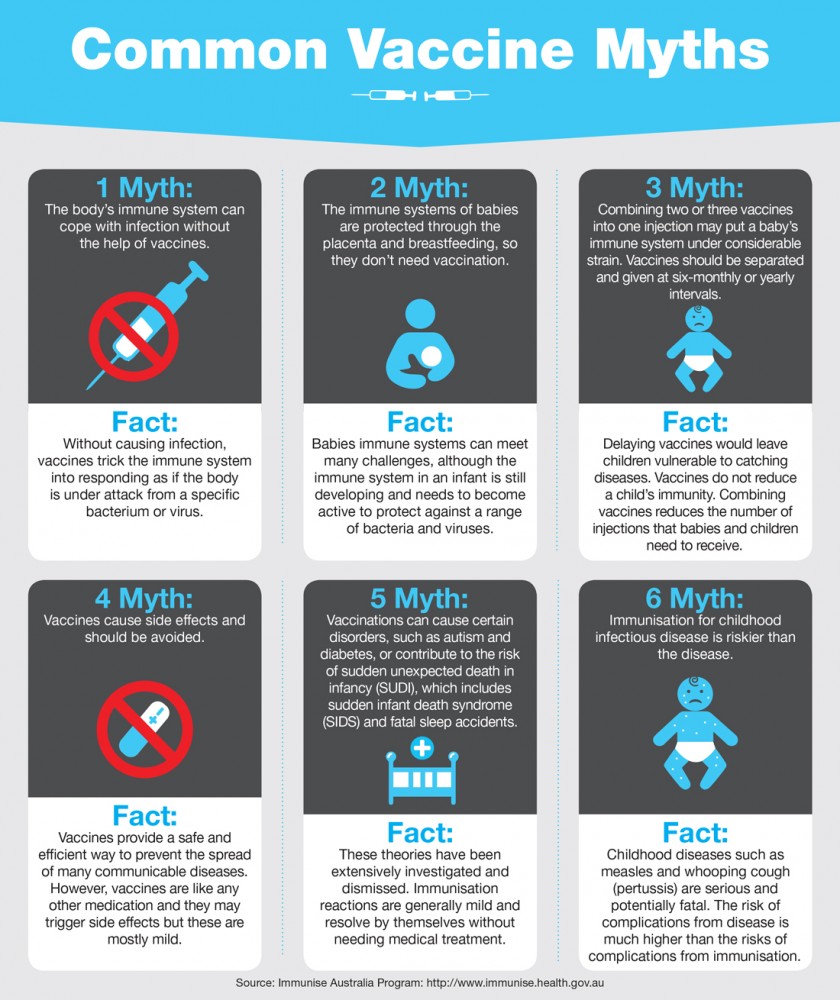 Common Vaccine Myths
1 Myth:
The body's immune system can
cope with infection without
the help of vaccines.
Fact:
Without causing infection,
vaccines trick the immune system
into responding as if the body
is under attack from a specific
bacterium or virus.
2 Myth:
The immune systems of babies
are protected through the
placenta and breastfeeding, so
they don't need vaccination.
Fact:
Babies immune systems can meet
many challenges, although the
immune system in an infant is still
developing and needs to become
active to protect against a range
of bacteria and viruses.
3 Myth:
Combining two or three vaccines
into one injection may put a baby's
immune system under considerable
strain. Vaccines should be separated
and given at six-monthly or yearly
intervals.
Fact:
Delaying vaccines would leave
children vulnerable to catching
diseases. Vaccines do not reduce
a child's immunity. Combining
vaccines reduces the number of
injections that babies and children
need to receive.
4 Myth:
Vaccines cause side effects and
should be avoided.
Fact:
Vaccines provide a safe and
efficient way to prevent the spread
of many communicable diseases.
However, vaccines are like any
other medication and they may
trigger side effects but these are
mostly mild.
5 Myth:
Vaccinations can cause certain
disorders, such as autism and
diabetes, or contribute to the risk
of sudden unexpected death in
infancy (SUDI), which includes
sudden infant death syndrome
(SIDS) and fatal sleep accidents.
Fact:
These theories have been
extensively investigated and
dismissed. Immunisation
reactions are generally mild and
resolve by themselves without
needing medical treatment.
6 Myth:
Immunisation for childhood
infectious disease is riskier than
the disease.
Fact:
Childhood diseases such as
measles and whooping cough
(pertussis) are serious and
potentially fatal. The risk of
complications from disease is
much higher than the risks of
complications from immunisation.
Source: Immunise Australia Program: http://www.immunise.health.gov.au